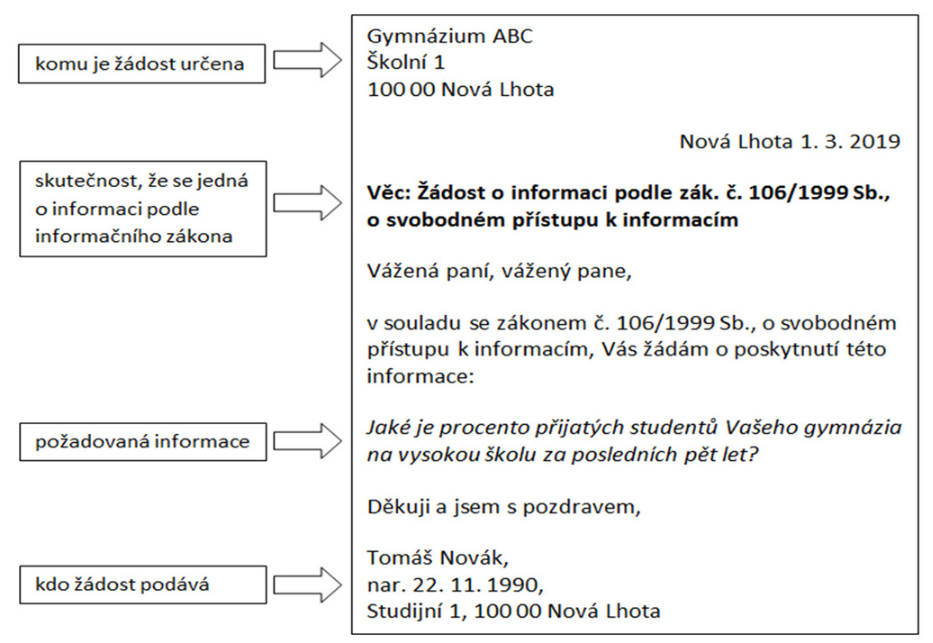 komu je žádost určena
Gymnázium ABC
Školní 1
100 00 Nová Lhota
Nová Lhota 1. 3. 2019
skutečnost, že se jedná
o informaci podle
informačního zákona
Věc: Žádost o informaci podle zák. č. 106/1999 Sb.,
o svobodném přístupu k informacím
Vážená paní, vážený pane,
v souladu se zákonem č. 106/1999 Sb., o svobodném
přístupu k informacím, Vás žádám o poskytnutí této
informace:
požadovaná informace
Jaké je procento přijatých studentů Vašeho gymnázia
na vysokou školu za posledních pět let?
Děkuji a jsem s pozdravem,
kdo žádost podává
Tomáš Novák,
nar. 22. 11. 1990,
Studijní 1, 100 00 Nová Lhota